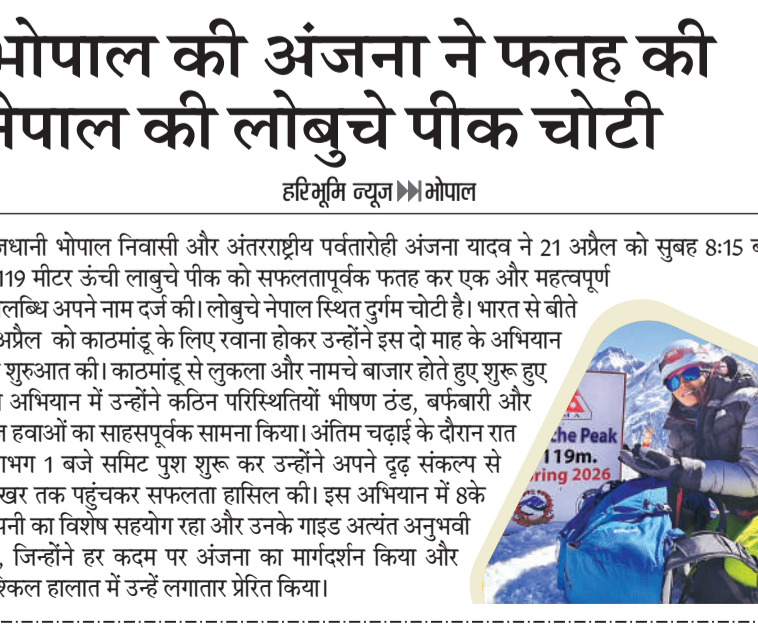 भोपाल की अंजना ने फतह की
नेपाल की लोबुचे पीक चोटी
हरिभूमि न्यूज भोपाल
जधानी भोपाल निवासी और अंतरराष्ट्रीय पर्वतारोही अंजना यादव ने 21 अप्रैल को सुबह 8:15 ब
119 मीटर ऊंची लाबुचे पीक को सफलतापूर्वक फतह कर एक और महत्वपूर्ण
लब्धि अपने नाम दर्ज की। लोबुचे नेपाल स्थित दुर्गम चोटी है। भारत से बीते
अप्रैल को काठमांडू के लिए रवाना होकर उन्होंने इस दो माह के अभियान
शुरुआत की। काठमांडू से लुकला और नामचे बाजार होते हुए शुरू हुए
अभियान में उन्होंने कठिन परिस्थितियों भीषण ठंड, बर्फबारी और
हवाओं का साहसपूर्वक सामना किया। अंतिम चढ़ाई के दौरान रात
भग 1 बजे समिट पुश शुरू कर उन्होंने अपने दृढ़ संकल्प से
खर तक पहुंचकर सफलता हासिल की। इस अभियान में 8के
पनी का विशेष सहयोग रहा और उनके गाइड अत्यंत अनुभवी
, जिन्होंने हर कदम पर अंजना का मार्गदर्शन किया और
श्किल हालात में उन्हें लगातार प्रेरित किया।
the Peak
119m.
ring 2026